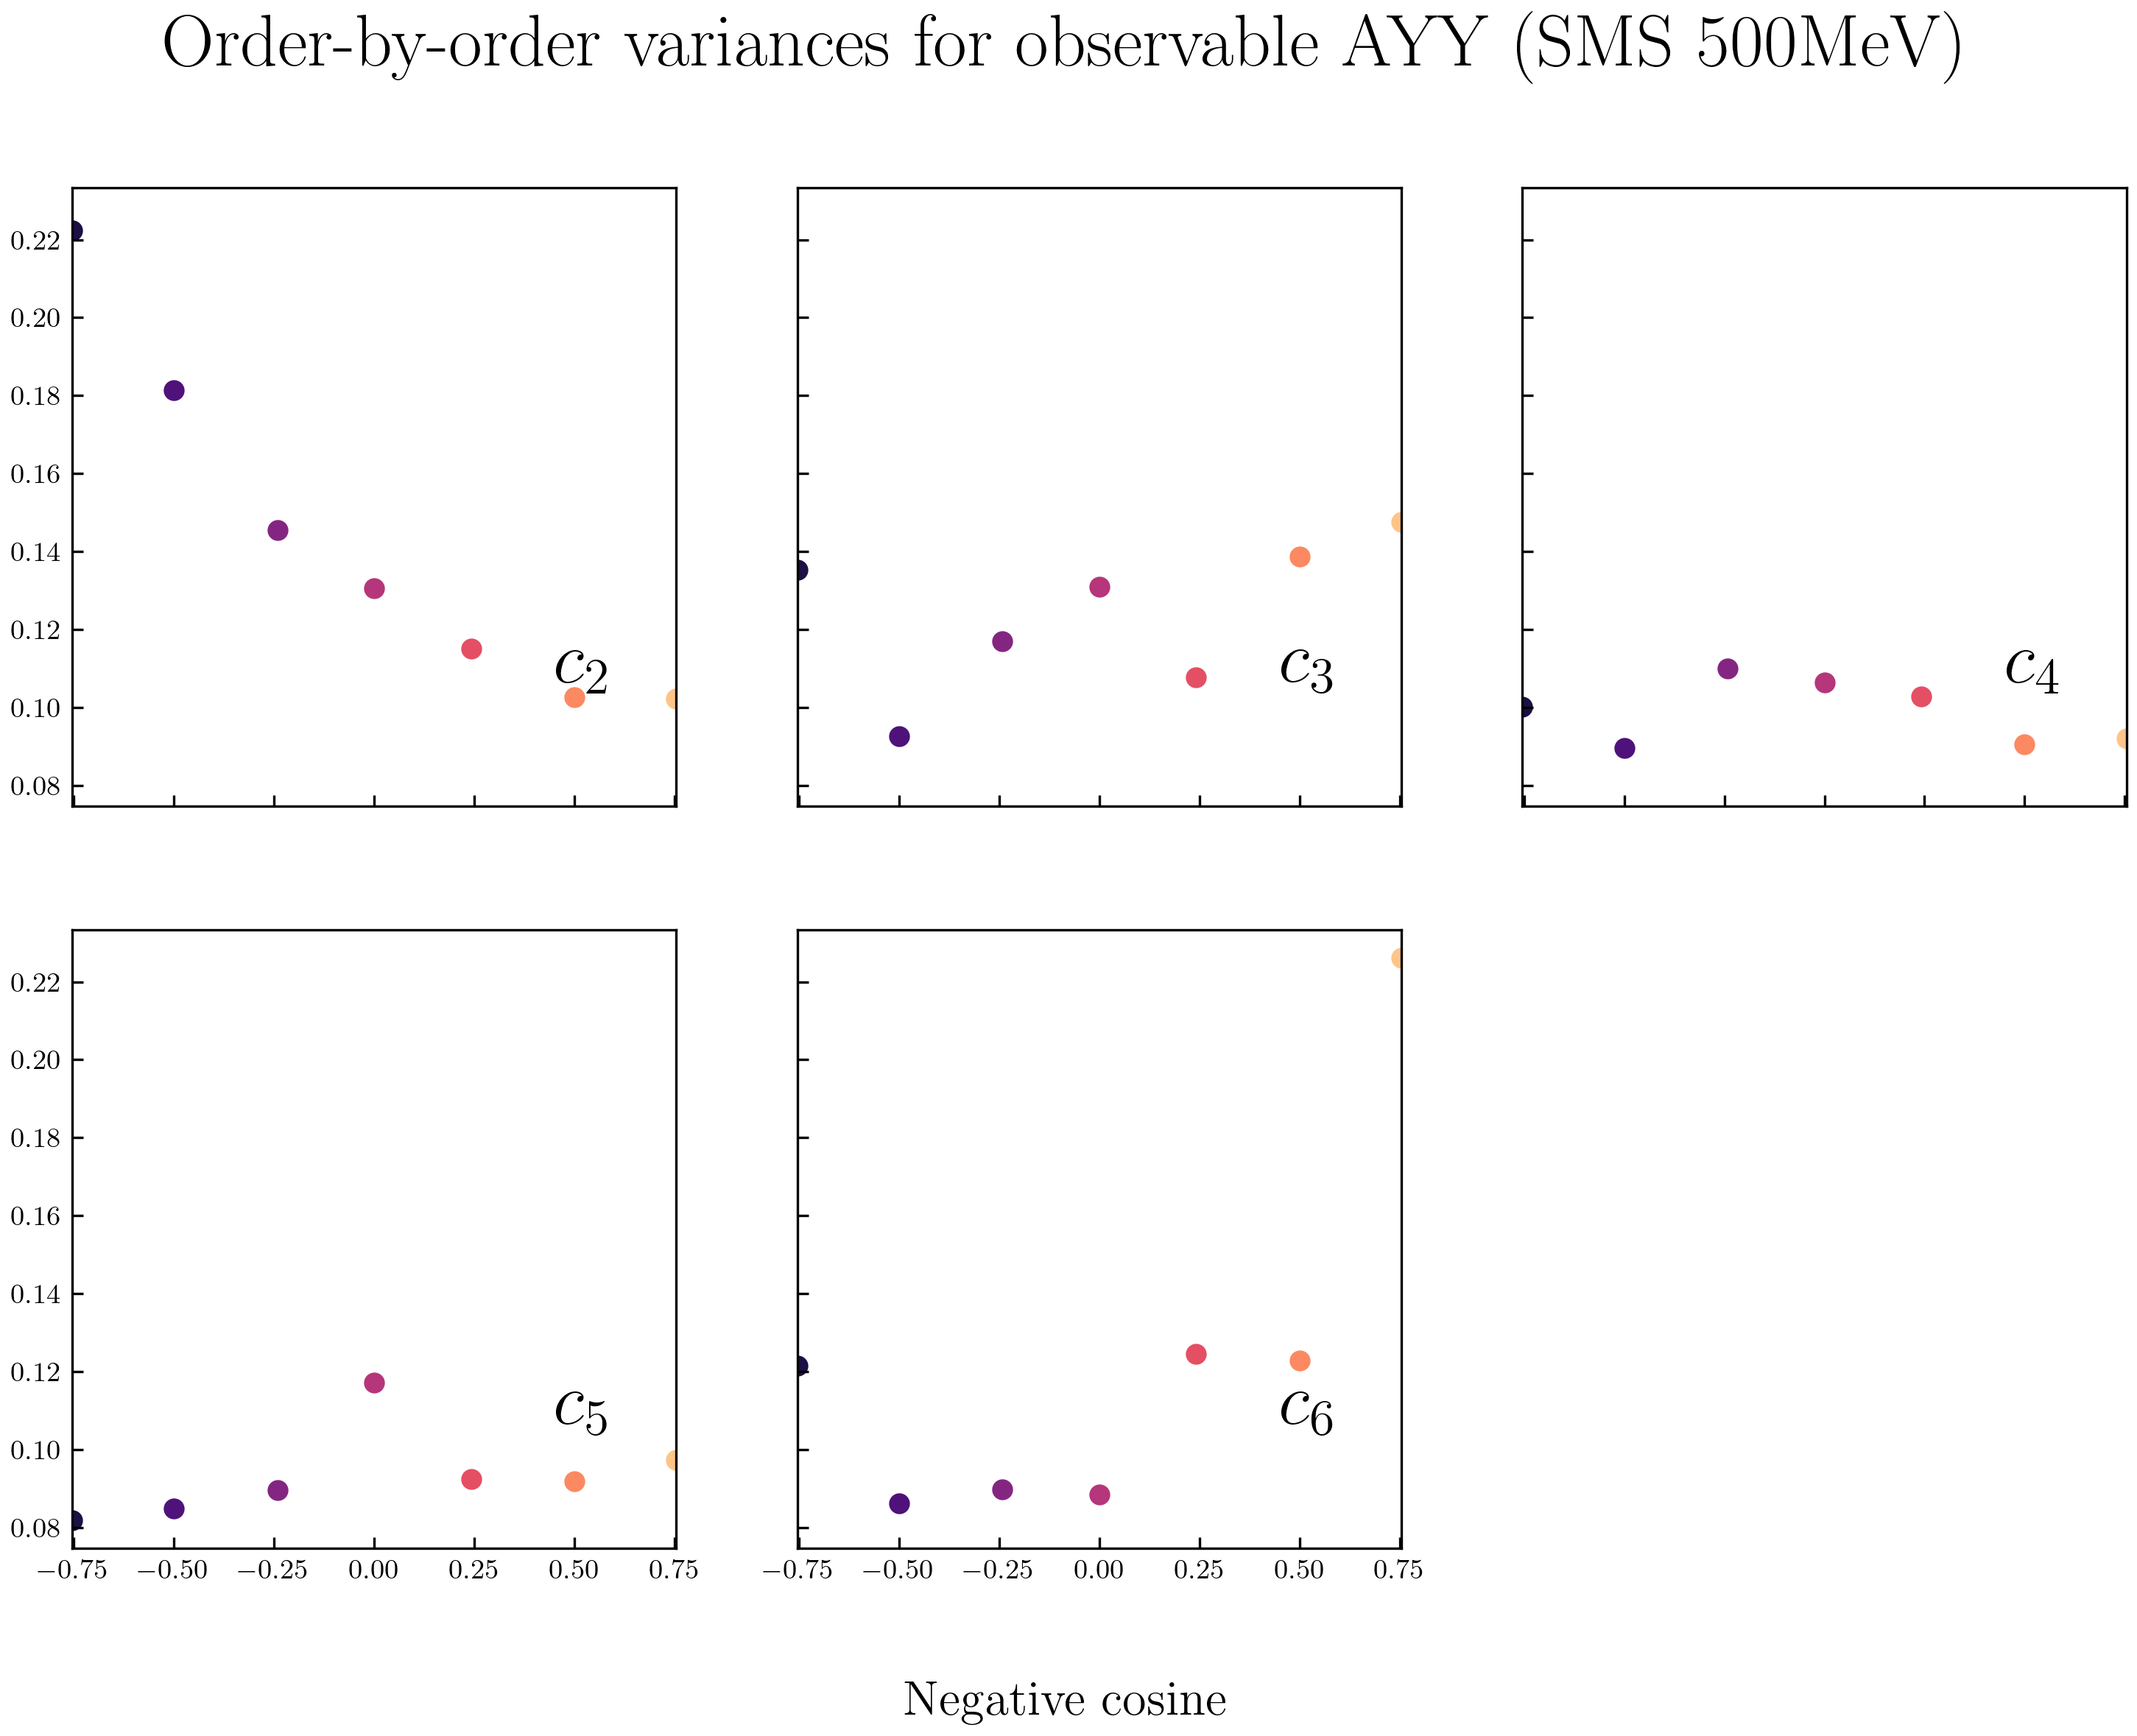 Order-by-order variances for observable AYY (SMS 500MeV)
0.22
0.20
0.18
0.16
0.14
0.12
0.10
0.08
c₂
c₃
c₄
0.22
0.20
0.18
0.16
0.14
0.12
0.10
0.08
c₅
c₆
−0.75 −0.50 −0.25 0.00 0.25 0.50 0.75
−0.75 −0.50 −0.25 0.00 0.25 0.50 0.75
Negative cosine